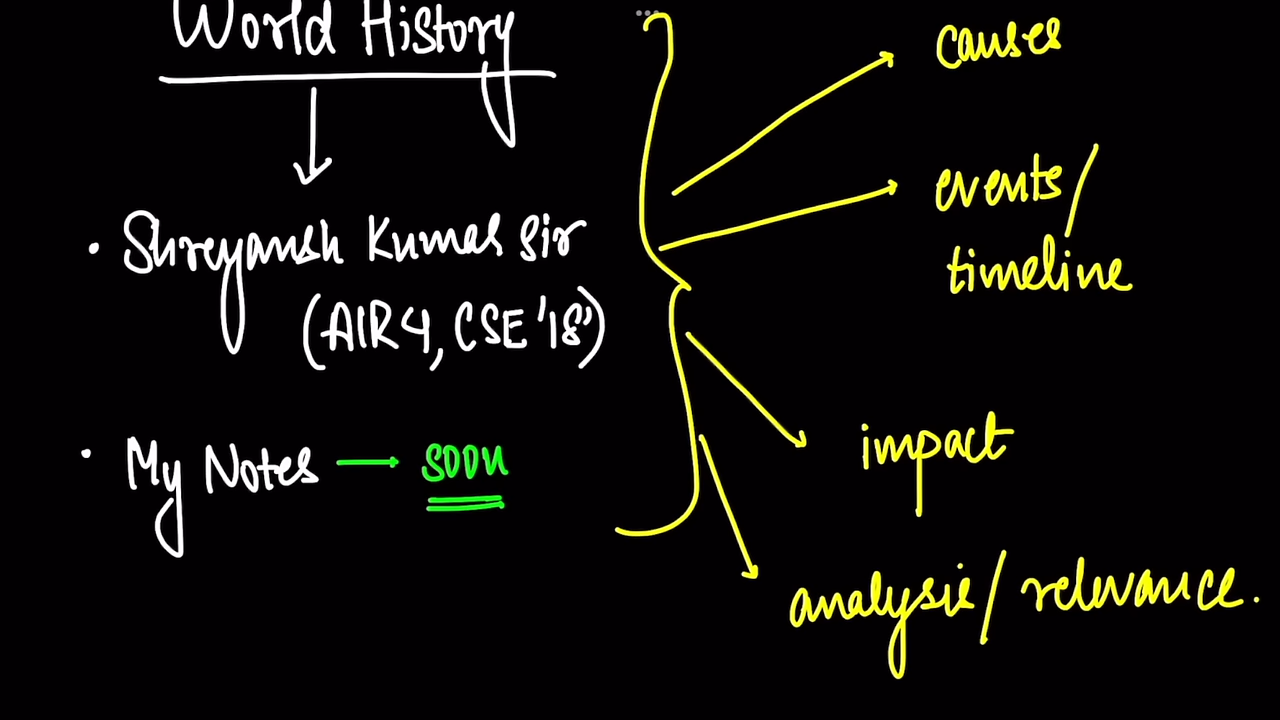 World History
• Shreyansh Kumar Sir
(AIR 4, CSE '18')
• My Notes → soon
causes
events/
timeline
impact
analysis/relevance.